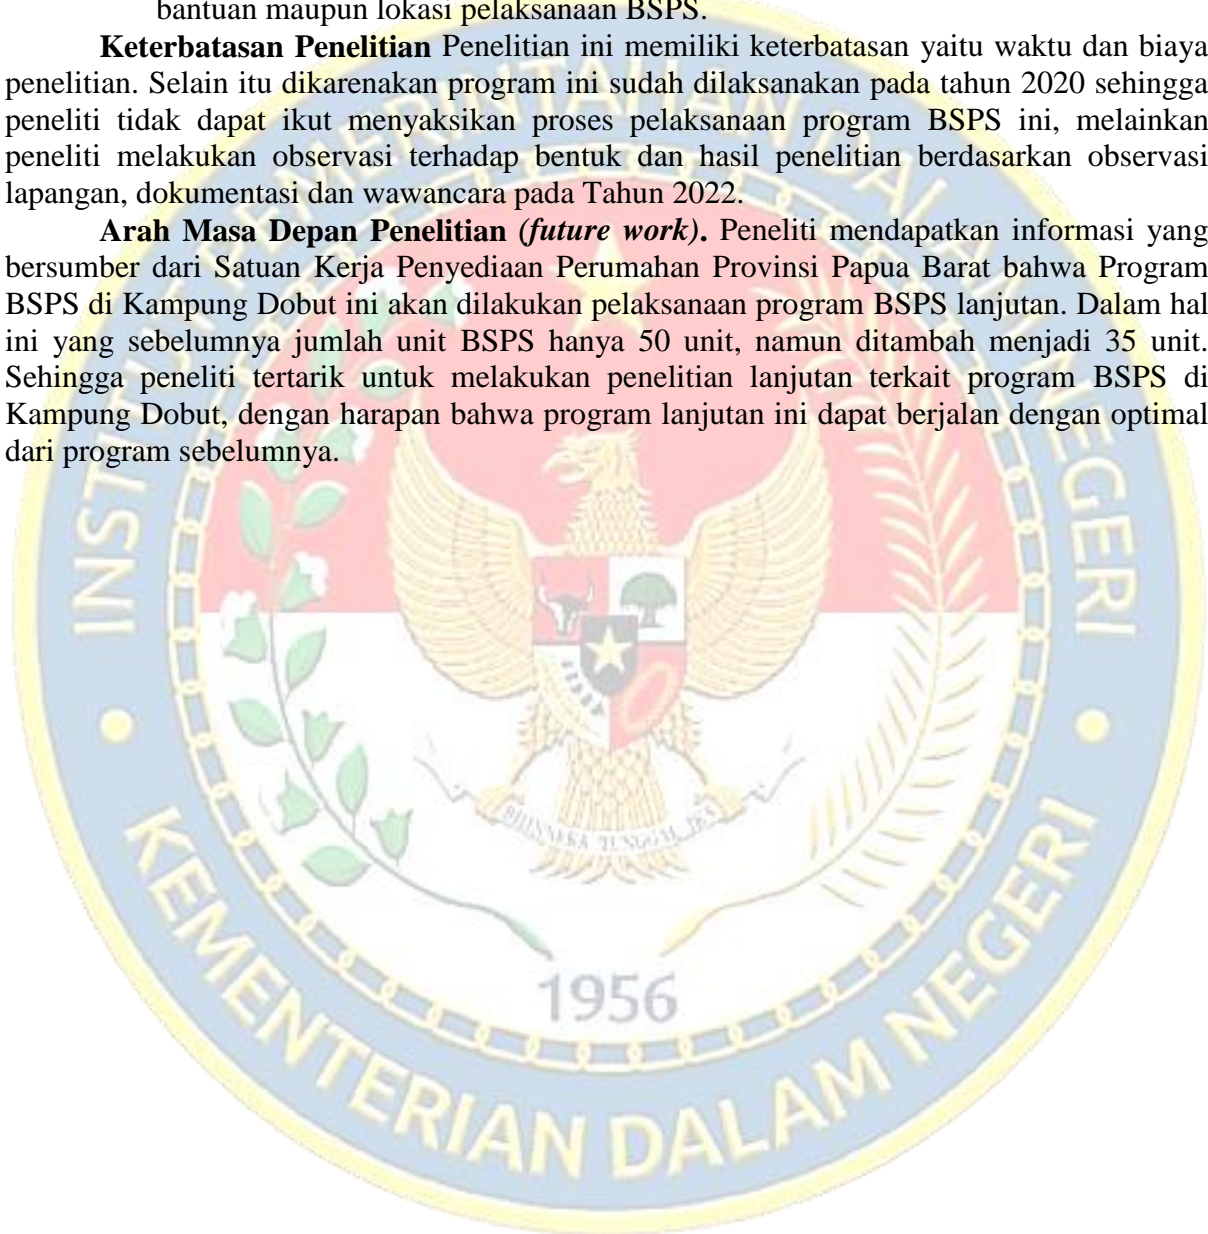 bantuan maupun lokasi pelaksanaan BSPS.
Keterbatasan Penelitian Penelitian ini memiliki keterbatasan yaitu waktu dan biaya
penelitian. Selain itu dikarenakan program ini sudah dilaksanakan pada tahun 2020 sehingga
peneliti tidak dapat ikut menyaksikan proses pelaksanaan program BSPS ini, melainkan
peneliti melakukan observasi terhadap bentuk dan hasil penelitian berdasarkan observasi
lapangan, dokumentasi dan wawancara pada Tahun 2022.
Arah Masa Depan Penelitian (future work). Peneliti mendapatkan informasi yang
bersumber dari Satuan Kerja Penyediaan Perumahan Provinsi Papua Barat bahwa Program
BSPS di Kampung Dobut ini akan dilakukan pelaksanaan program BSPS lanjutan. Dalam hal
ini yang sebelumnya jumlah unit BSPS hanya 50 unit, namun ditambah menjadi 35 unit.
Sehingga peneliti tertarik untuk melakukan penelitian lanjutan terkait program BSPS di
Kampung Dobut, dengan harapan bahwa program lanjutan ini dapat berjalan dengan optimal
dari program sebelumnya.
INSTITUT PEMERINTAHAN DALAM NEGERI
BHINNEKA TUNGGAL IKA
1956
KEMENTERIAN DALAM NEGERI